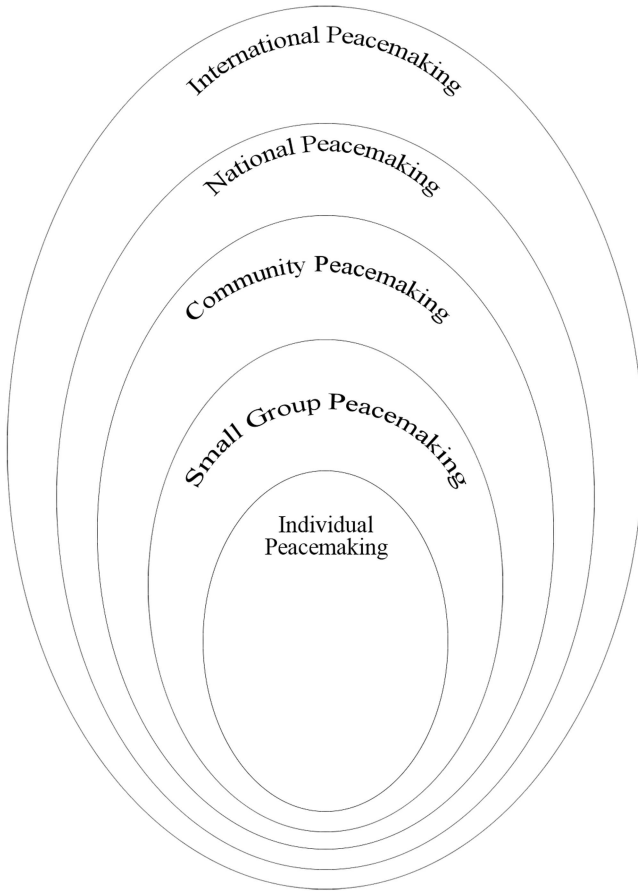 International Peacemaking
National Peacemaking
Community Peacemaking
Small Group Peacemaking
Individual
Peacemaking